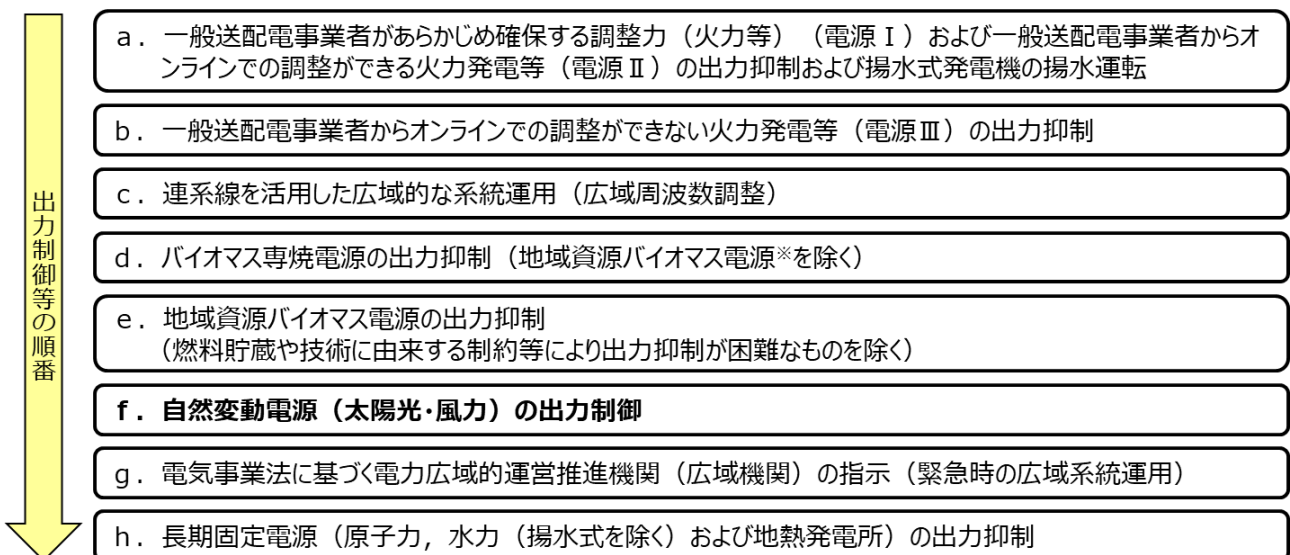 出力制御等の順番
a．一般送配電事業者があらかじめ確保する調整力（火力等）（電源Ⅰ）および一般送配電事業者からオ
ンラインでの調整ができる火力発電等（電源Ⅱ）の出力抑制および揚水式発電機の揚水運転
b．一般送配電事業者からオンラインでの調整ができない火力発電等（電源Ⅲ）の出力抑制
c．連系線を活用した広域的な系統運用（広域周波数調整）
d．バイオマス専焼電源の出力抑制（地域資源バイオマス電源※を除く）
e．地域資源バイオマス電源の出力抑制
（燃料貯蔵や技術に由来する制約等により出力抑制が困難なものを除く）
f．自然変動電源（太陽光・風力）の出力制御
g．電気事業法に基づく電力広域的運営推進機関（広域機関）の指示（緊急時の広域系統運用）
h．長期固定電源（原子力，水力（揚水式を除く）および地熱発電所）の出力抑制